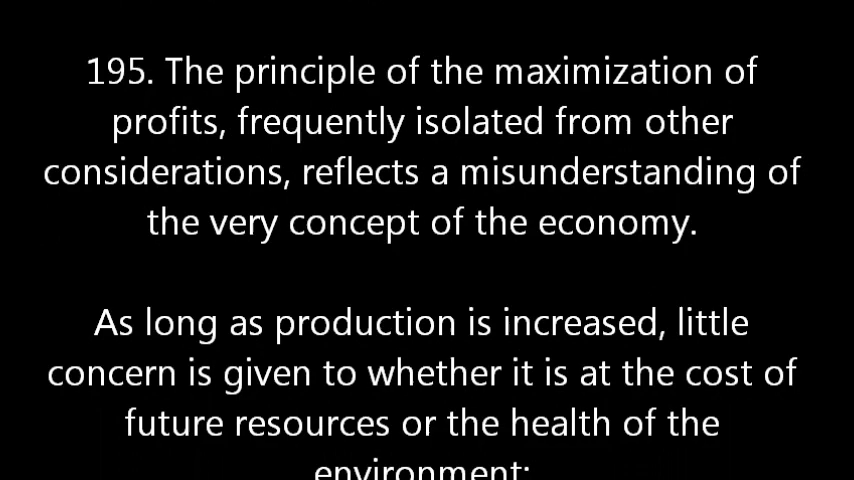 195. The principle of the maximization of
profits, frequently isolated from other
considerations, reflects a misunderstanding of
the very concept of the economy.
As long as production is increased, little
concern is given to whether it is at the cost of
future resources or the health of the
environment;